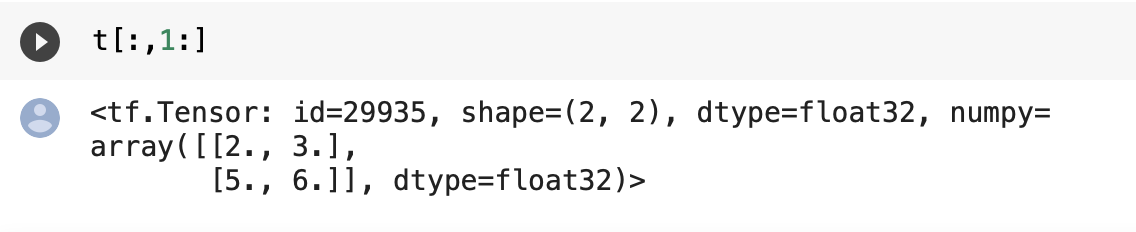 t[:,1:]
<tf.Tensor: id=29935, shape=(2, 2), dtype=float32, numpy=
array([[2., 3.],
       [5., 6.]], dtype=float32)>